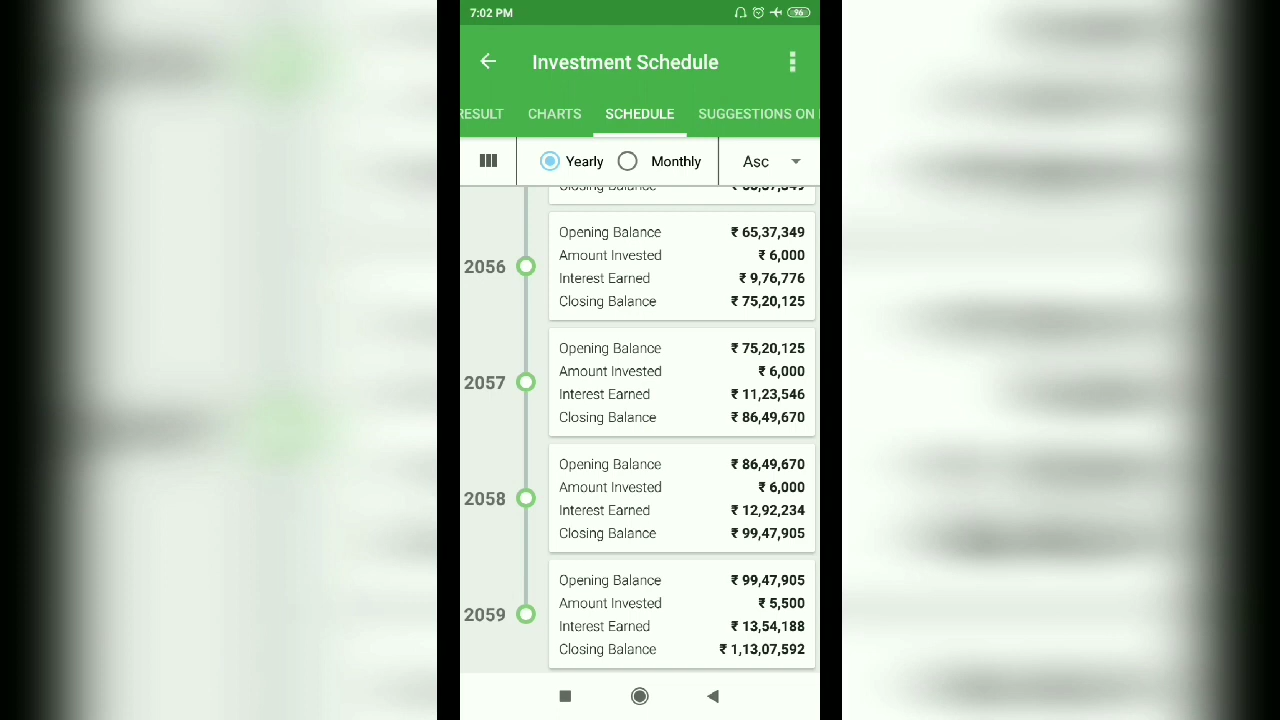 7:02 PM
96
Investment Schedule
RESULT CHARTS SCHEDULE SUGGESTIONS ON
Yearly Monthly Asc
Closing Balance
2056
Opening Balance ₹ 65,37,349
Amount Invested ₹ 6,000
Interest Earned ₹ 9,76,776
Closing Balance ₹ 75,20,125
2057
Opening Balance ₹ 75,20,125
Amount Invested ₹ 6,000
Interest Earned ₹ 11,23,546
Closing Balance ₹ 86,49,670
2058
Opening Balance ₹ 86,49,670
Amount Invested ₹ 6,000
Interest Earned ₹ 12,92,234
Closing Balance ₹ 99,47,905
2059
Opening Balance ₹ 99,47,905
Amount Invested ₹ 5,500
Interest Earned ₹ 13,54,188
Closing Balance ₹ 1,13,07,592